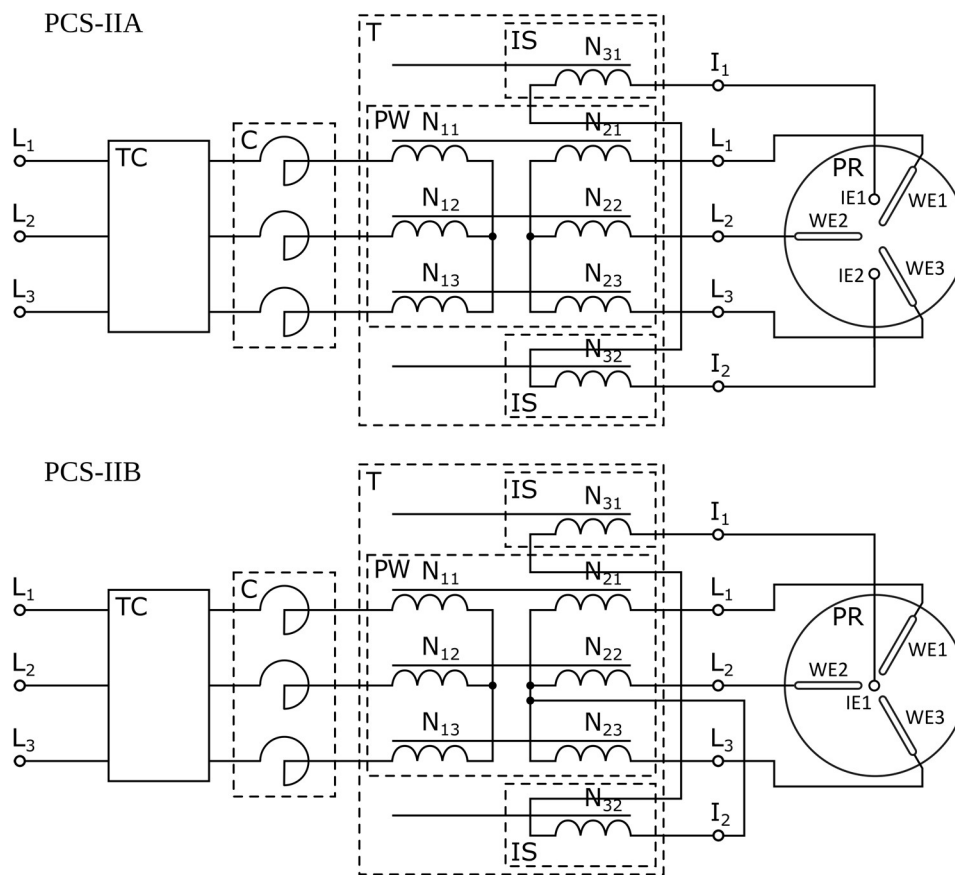 PCS-IIA
T
IS
N31
I1
PW
C
N11
N21
L1
TC
L1
PR
IE1
WE1
L2
N12
N22
L2
WE2
IE2
WE3
L3
N13
N23
L3
N32
I2
IS
PCS-IIB
T
IS
N31
I1
PW
C
N11
N21
L1
TC
L1
PR
WE1
L2
N12
N22
L2
WE2
IE1
WE3
L3
N13
N23
L3
N32
I2
IS